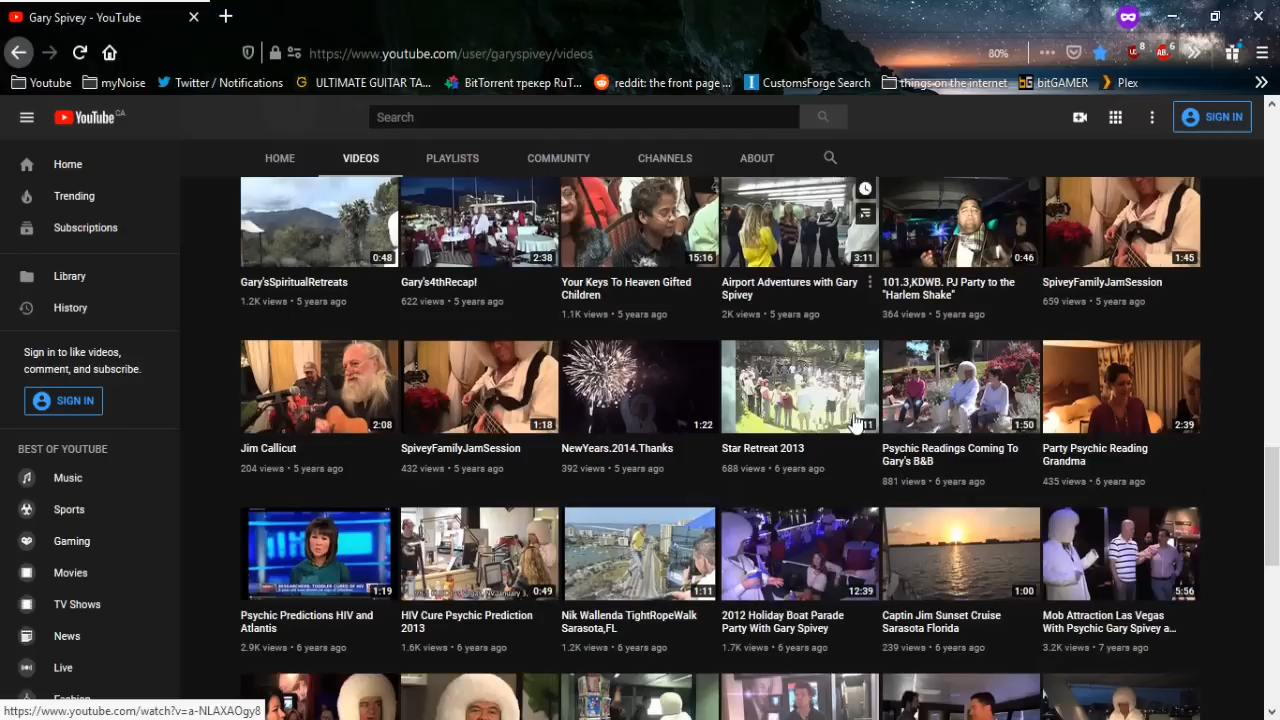 Gary Spivey - YouTube
https://www.youtube.com/user/garyspivey/videos
80%
8
6
Youtube
myNoise
Twitter / Notifications
ULTIMATE GUITAR TA...
BitTorrent трекер RuT...
reddit: the front page ...
CustomsForge Search
things on the internet
bitGAMER
Plex
YouTube CA
Search
SIGN IN
HOME
VIDEOS
PLAYLISTS
COMMUNITY
CHANNELS
ABOUT
Home
Trending
Subscriptions
Library
History
Sign in to like videos,
comment, and subscribe.
SIGN IN
BEST OF YOUTUBE
Music
Sports
Gaming
Movies
TV Shows
News
Live
Fashion
0:48
2:38
15:16
3:11
0:46
1:45
Gary'sSpiritualRetreats
1.2K views • 5 years ago
Gary's4thRecap!
622 views • 5 years ago
Your Keys To Heaven Gifted
Children
1.1K views • 5 years ago
Airport Adventures with Gary
Spivey
2K views • 5 years ago
101.3,KDWB. PJ Party to the
"Harlem Shake"
364 views • 5 years ago
SpiveyFamilyJamSession
659 views • 5 years ago
2:08
1:18
1:22
1:50
2:39
Jim Callicut
204 views • 5 years ago
SpiveyFamilyJamSession
432 views • 5 years ago
NewYears.2014.Thanks
392 views • 5 years ago
Star Retreat 2013
688 views • 6 years ago
Psychic Readings Coming To
Gary's B&B
881 views • 6 years ago
Party Psychic Reading
Grandma
435 views • 6 years ago
1:19
0:49
1:11
12:39
1:00
5:56
Psychic Predictions HIV and
Atlantis
2.9K views • 6 years ago
HIV Cure Psychic Prediction
2013
1.6K views • 6 years ago
Nik Wallenda TightRopeWalk
Sarasota,FL
1.2K views • 6 years ago
2012 Holiday Boat Parade
Party With Gary Spivey
1.7K views • 6 years ago
Captin Jim Sunset Cruise
Sarasota Florida
239 views • 6 years ago
Mob Attraction Las Vegas
With Psychic Gary Spivey a...
3.2K views • 7 years ago
https://www.youtube.com/watch?v=a-NLAXAOgy8